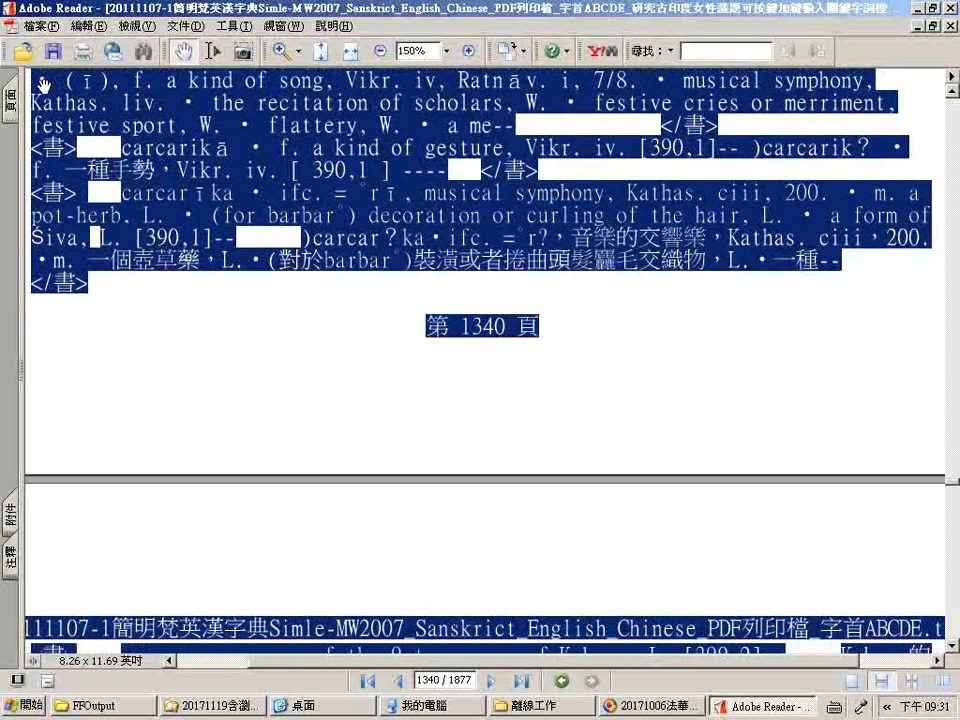 Adobe Reader - [20111107-1簡明梵英漢字典Simle-MW2007_Sanskrict_English_Chinese_PDF列印檔_字首ABCDE_研究古印度女性議題可按
檔案(F) 編輯(E) 檢視(V) 文件(D) 工具(T) 視窗(W) 說明(H)
150% Y! 尋找：
頁面
(ī), f. a kind of song, Vikr. iv, Ratnāv. i, 7/8. • musical symphony,
Kathas. liv. • the recitation of scholars, W. • festive cries or merriment,
festive sport, W. • flattery, W. • a me-- </書>
<書> carcarikā • f. a kind of gesture, Vikr. iv. [390,1]-- )carcarik? •
f. 一種手勢，Vikr. iv. [ 390,1 ] ---- </書>
<書> carcarīka • ifc. = °rī, musical symphony, Kathas. ciii, 200. • m. a
pot-herb, L. • (for barbar°) decoration or curling of the hair, L. • a form of
Śiva, L. [390,1]-- )carcar？ka•ifc. =°r?，音樂的交響樂，Kathas. ciii，200.
•m. 一個壺草藥，L.•(對於barbar°)裝潢或者捲曲頭髮麗毛交織物，L.•一種--
</書>
第 1340 頁
附件
注釋
111107-1簡明梵英漢字典Simle-MW2007_Sanskrict_English_Chinese_PDF列印檔_字首ABCDE.t
8.26 x 11.69 英吋
1340 / 1877
開始 FFOutput 20171119含瀏... 桌面 我的電腦 離線工作 20171006法華... Adobe Reader - ... 下午 09:31